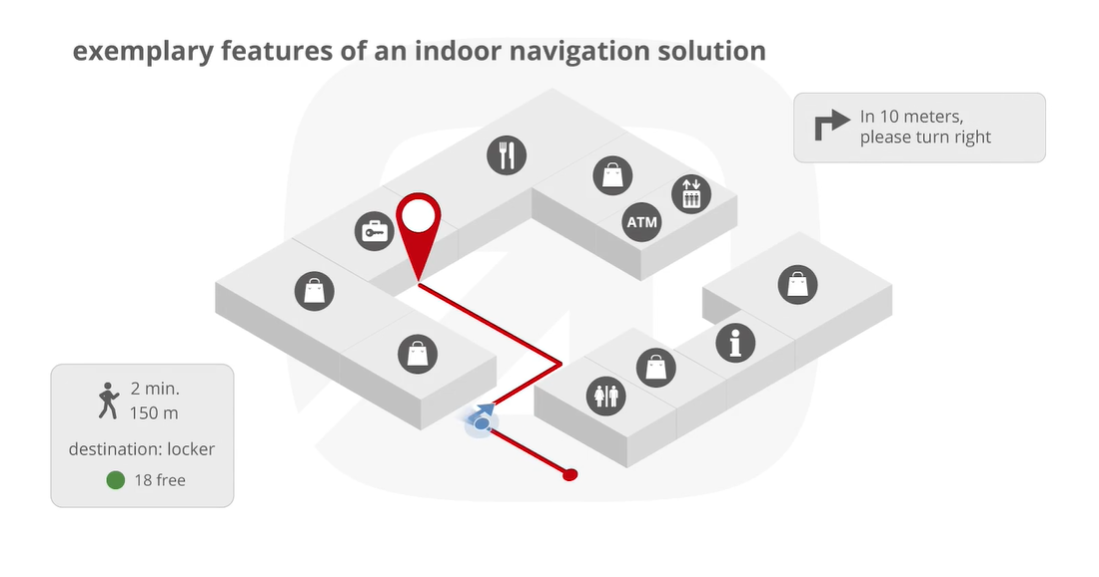 exemplary features of an indoor navigation solution
In 10 meters,
please turn right
ATM
2 min.
150 m
destination: locker
18 free